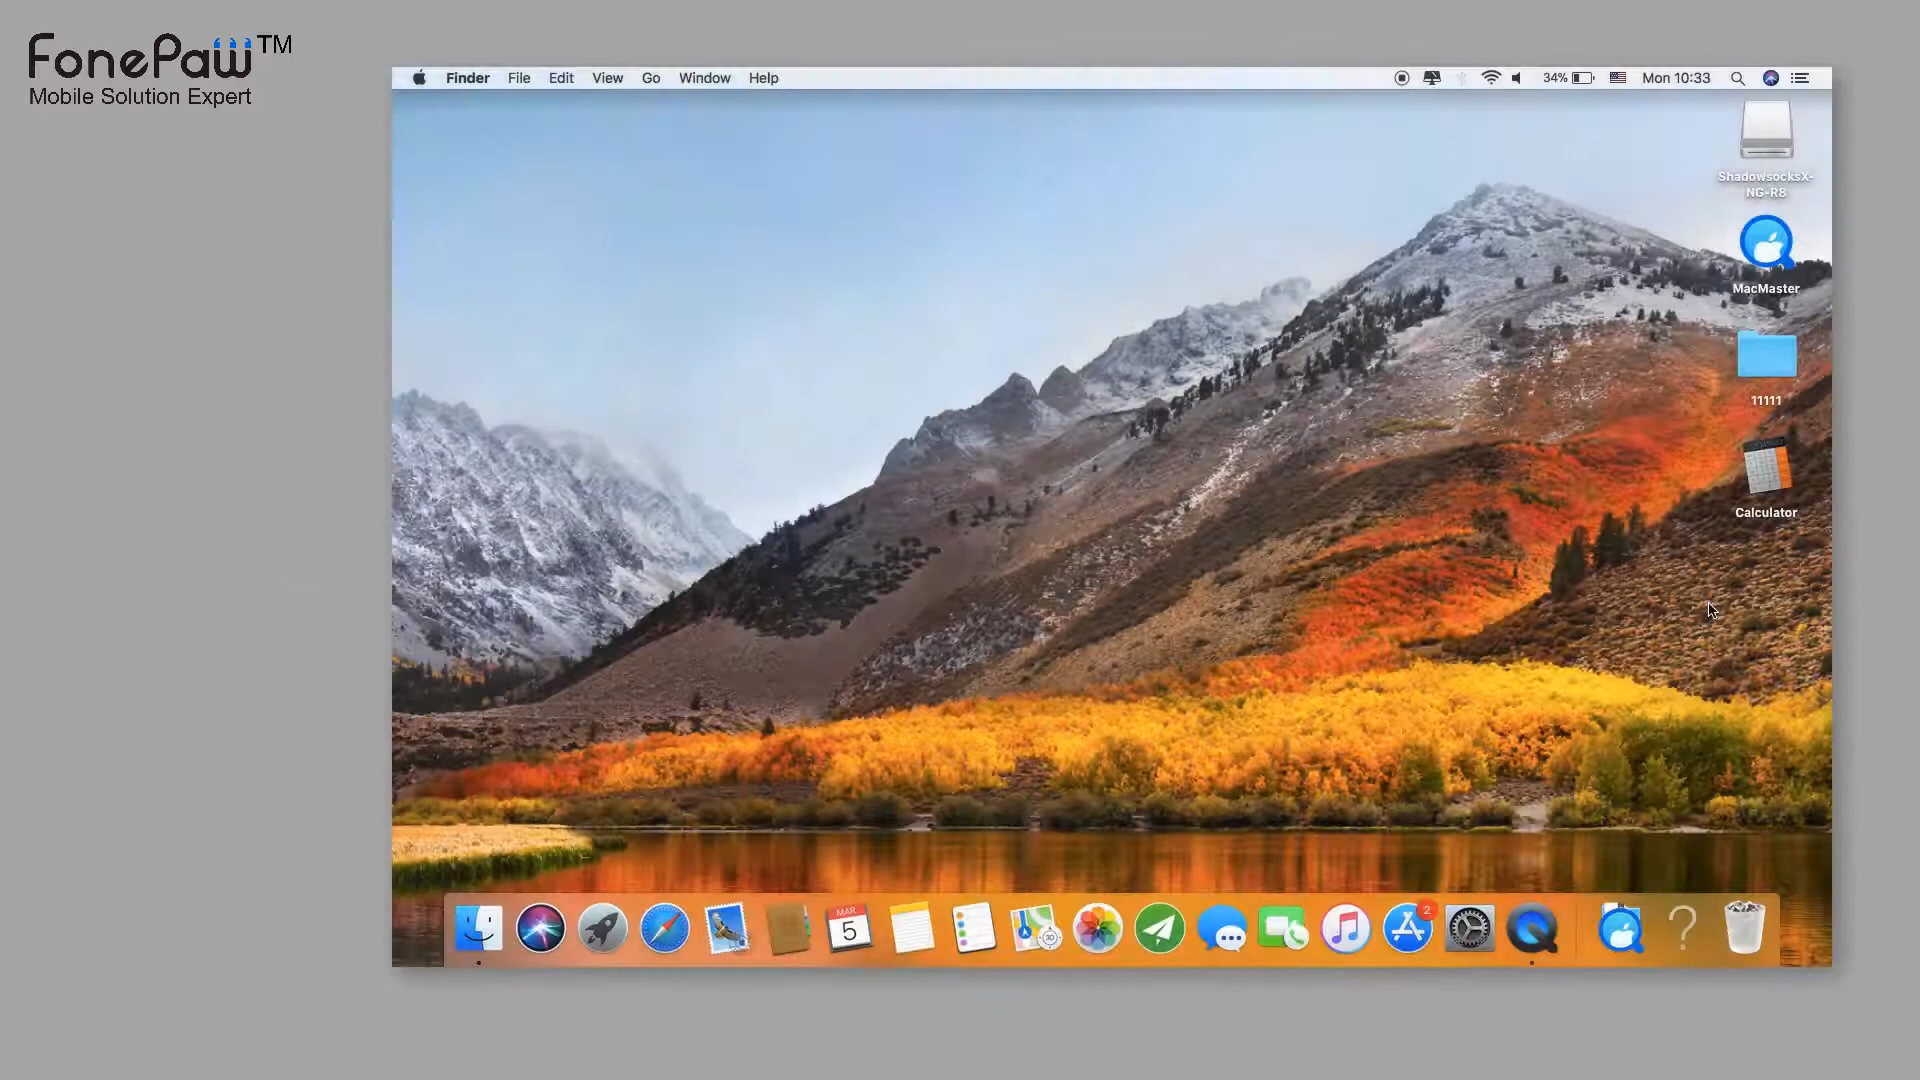 FonePaw™
Mobile Solution Expert
Finder File Edit View Go Window Help 34% Mon 10:33
ShadowsocksX-
NG-R8
MacMaster
11111
Calculator
MAR
5
3D
2
?